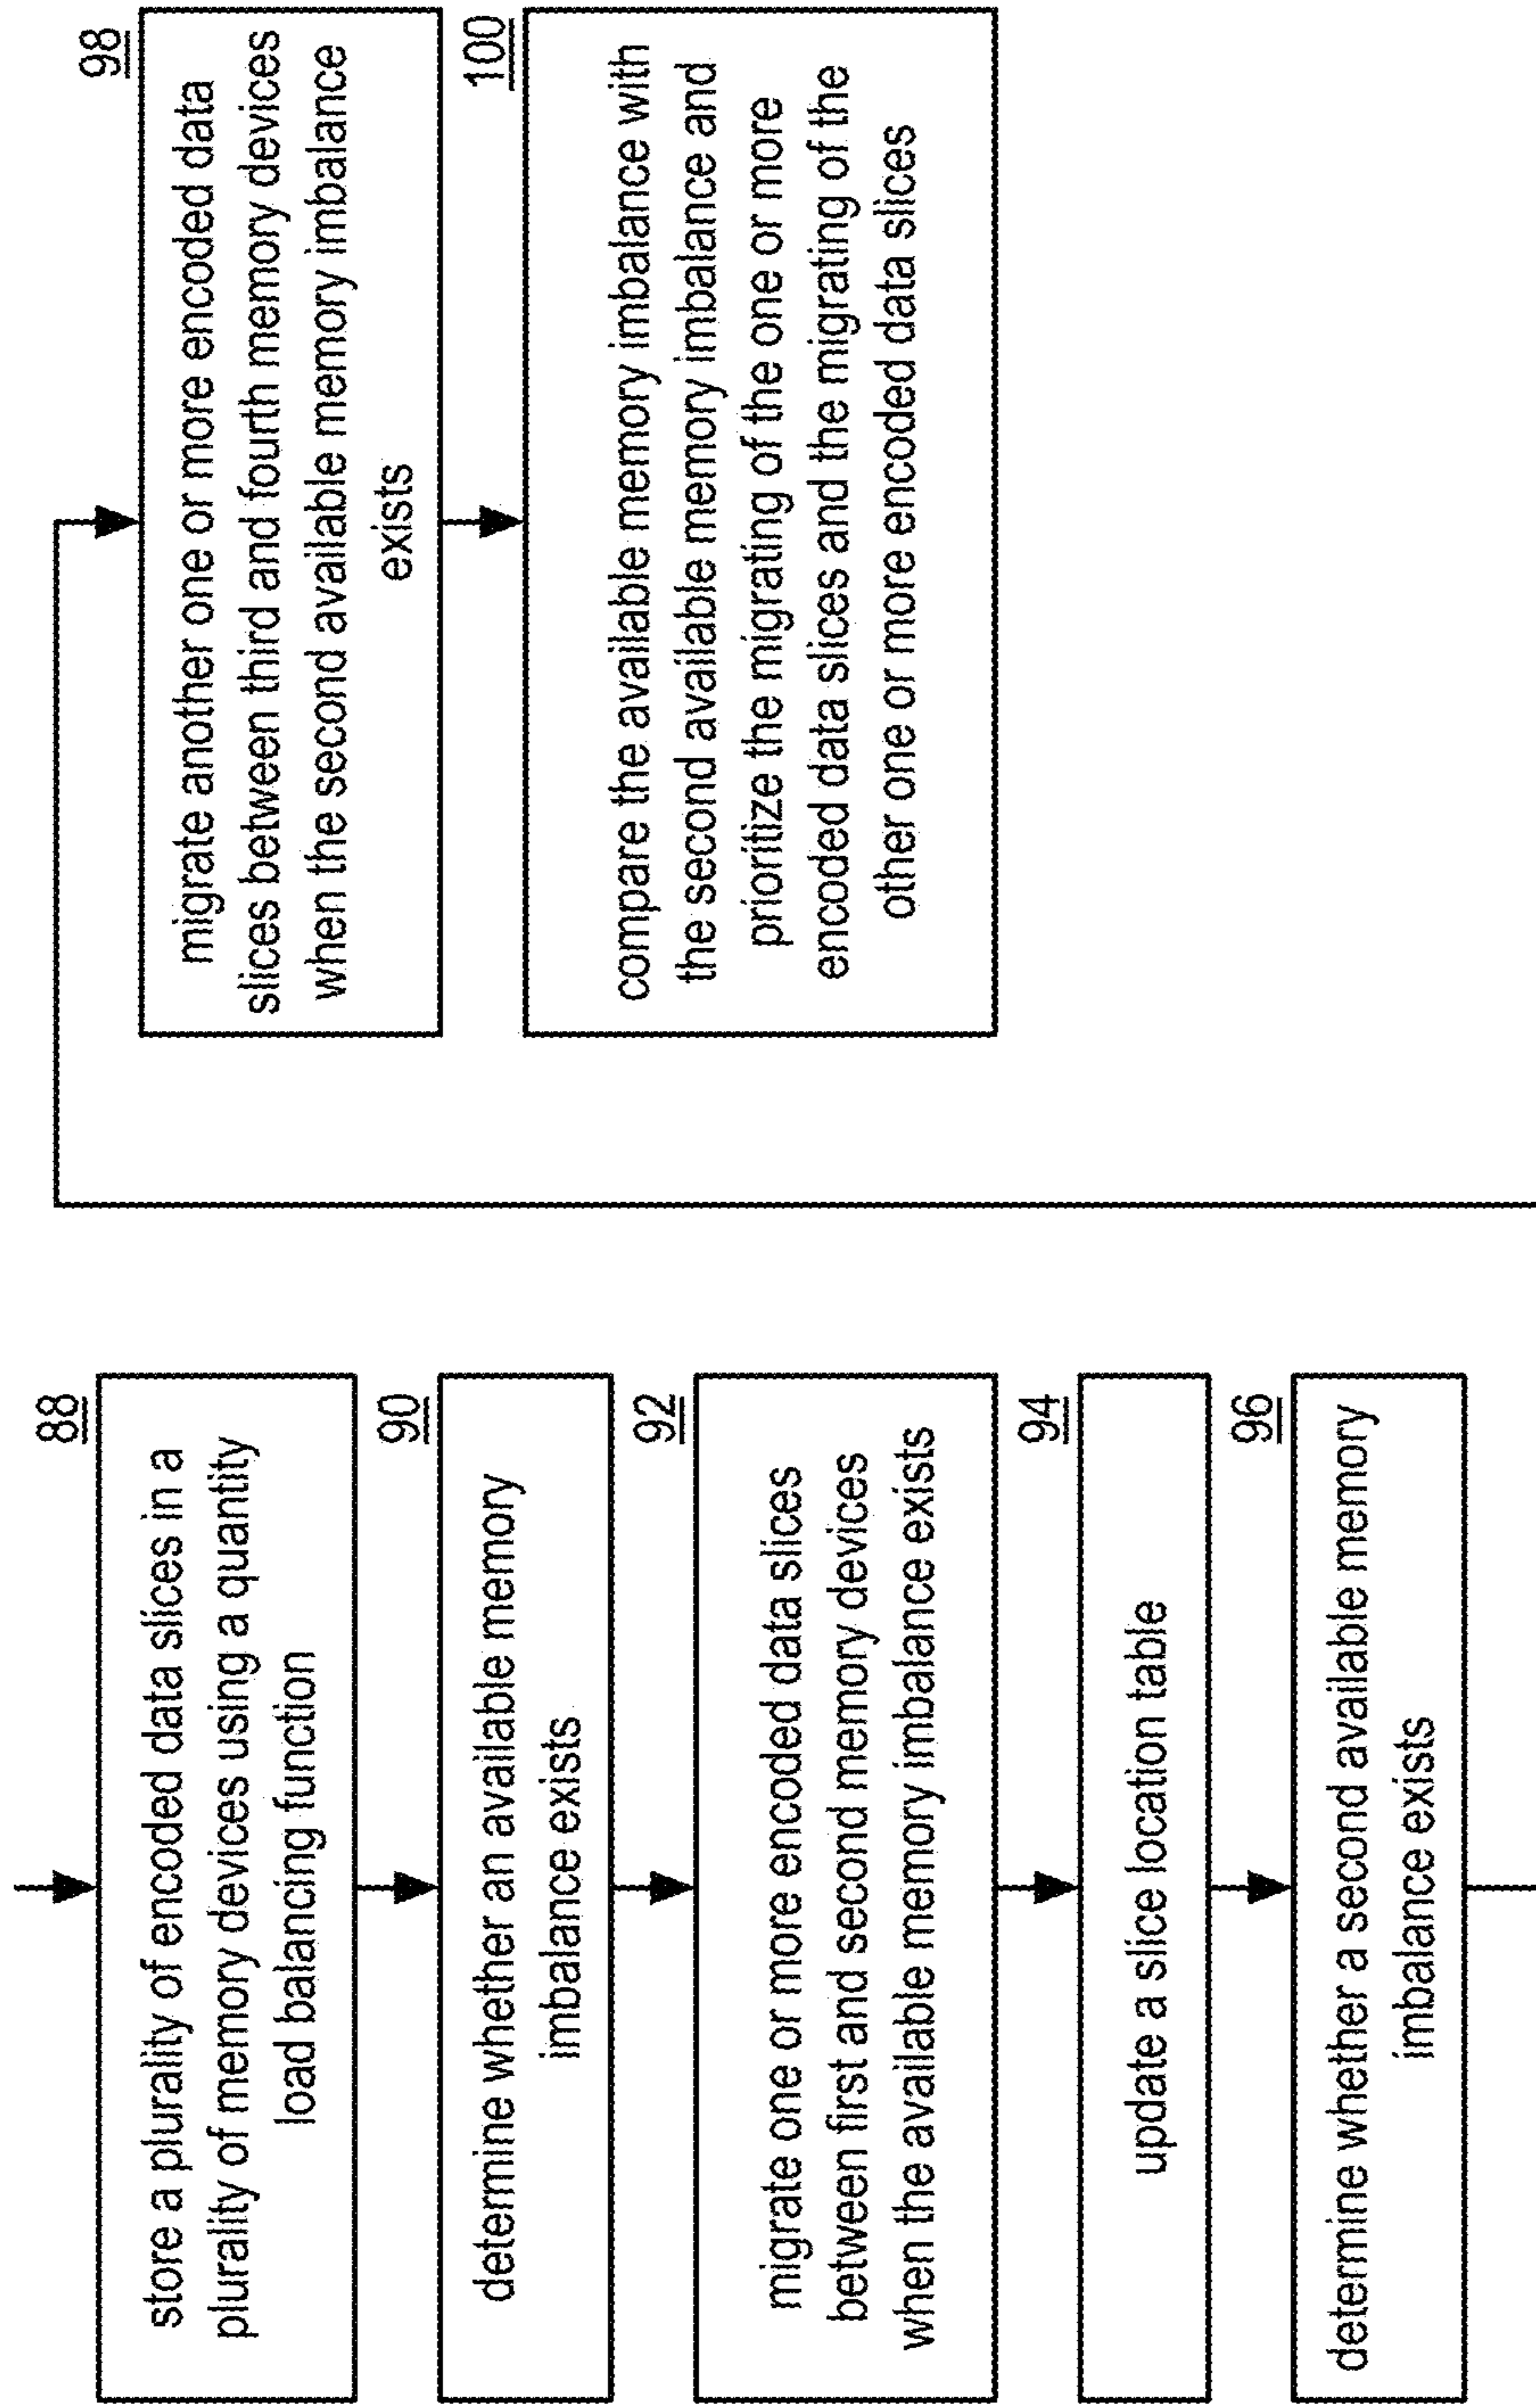 88
store a plurality of encoded data slices in a
plurality of memory devices using a quantity
load balancing function
90
determine whether an available memory
imbalance exists
92
migrate one or more encoded data slices
between first and second memory devices
when the available memory imbalance exists
94
update a slice location table
96
determine whether a second available memory
imbalance exists
98
migrate another one or more encoded data
slices between third and fourth memory devices
when the second available memory imbalance
exists
100
compare the available memory imbalance with
the second available memory imbalance and
prioritize the migrating of the one or more
encoded data slices and the migrating of the
other one or more encoded data slices